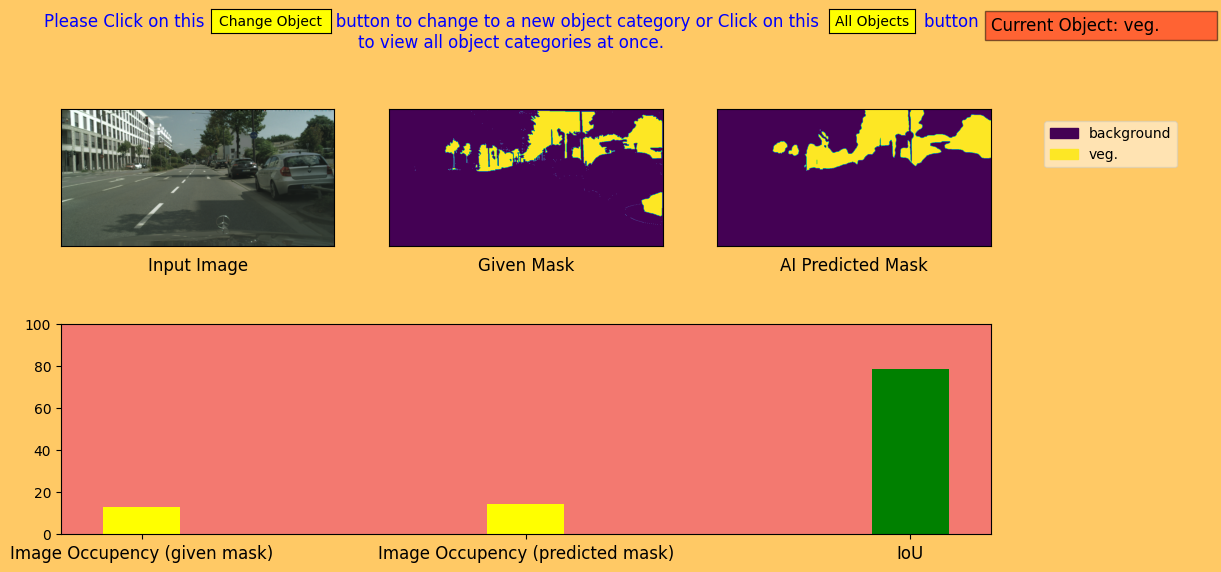 Please Click on this Change Object button to change to a new object category or Click on this All Objects button
to view all object categories at once.
Current Object: veg.
background
veg.
Input Image
Given Mask
AI Predicted Mask
100
80
60
40
20
0
Image Occupancy (given mask)
Image Occupancy (predicted mask)
IoU